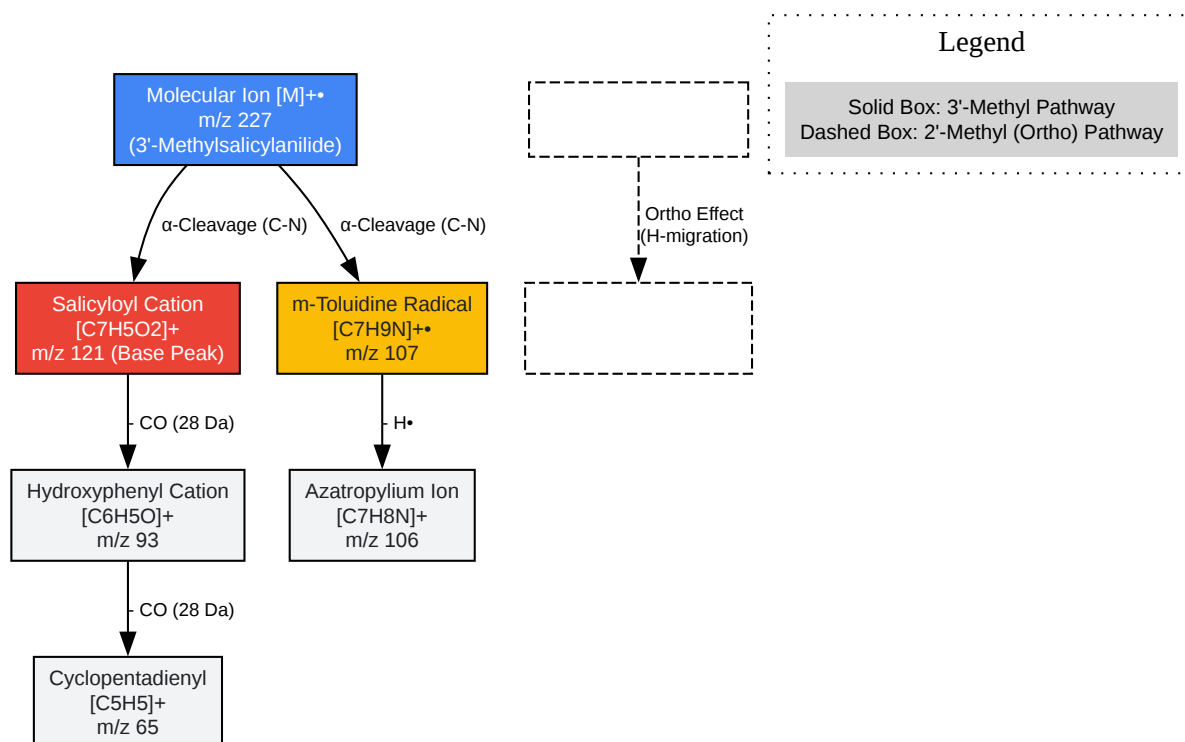 Legend
Solid Box: 3'-Methyl Pathway
Dashed Box: 2'-Methyl (Ortho) Pathway
Molecular Ion [M]+•
m/z 227
(3'-Methylsalicylanilide)
α-Cleavage (C-N)
α-Cleavage (C-N)
Ortho Effect
(H-migration)
Salicyloyl Cation
[C7H5O2]+
m/z 121 (Base Peak)
m-Toluidine Radical
[C7H9N]+•
m/z 107
- CO (28 Da)
- H•
Hydroxyphenyl Cation
[C6H5O]+
m/z 93
Azatropylium Ion
[C7H8N]+
m/z 106
- CO (28 Da)
Cyclopentadienyl
[C5H5]+
m/z 65